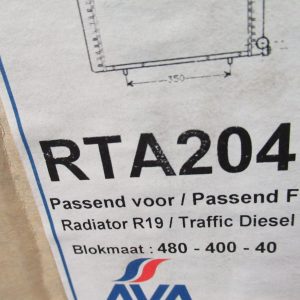 350
RTA204
Passend voor / Passend F
Radiator R19 / Traffic Diesel
Blokmaat : 480 - 400 - 40
AVA